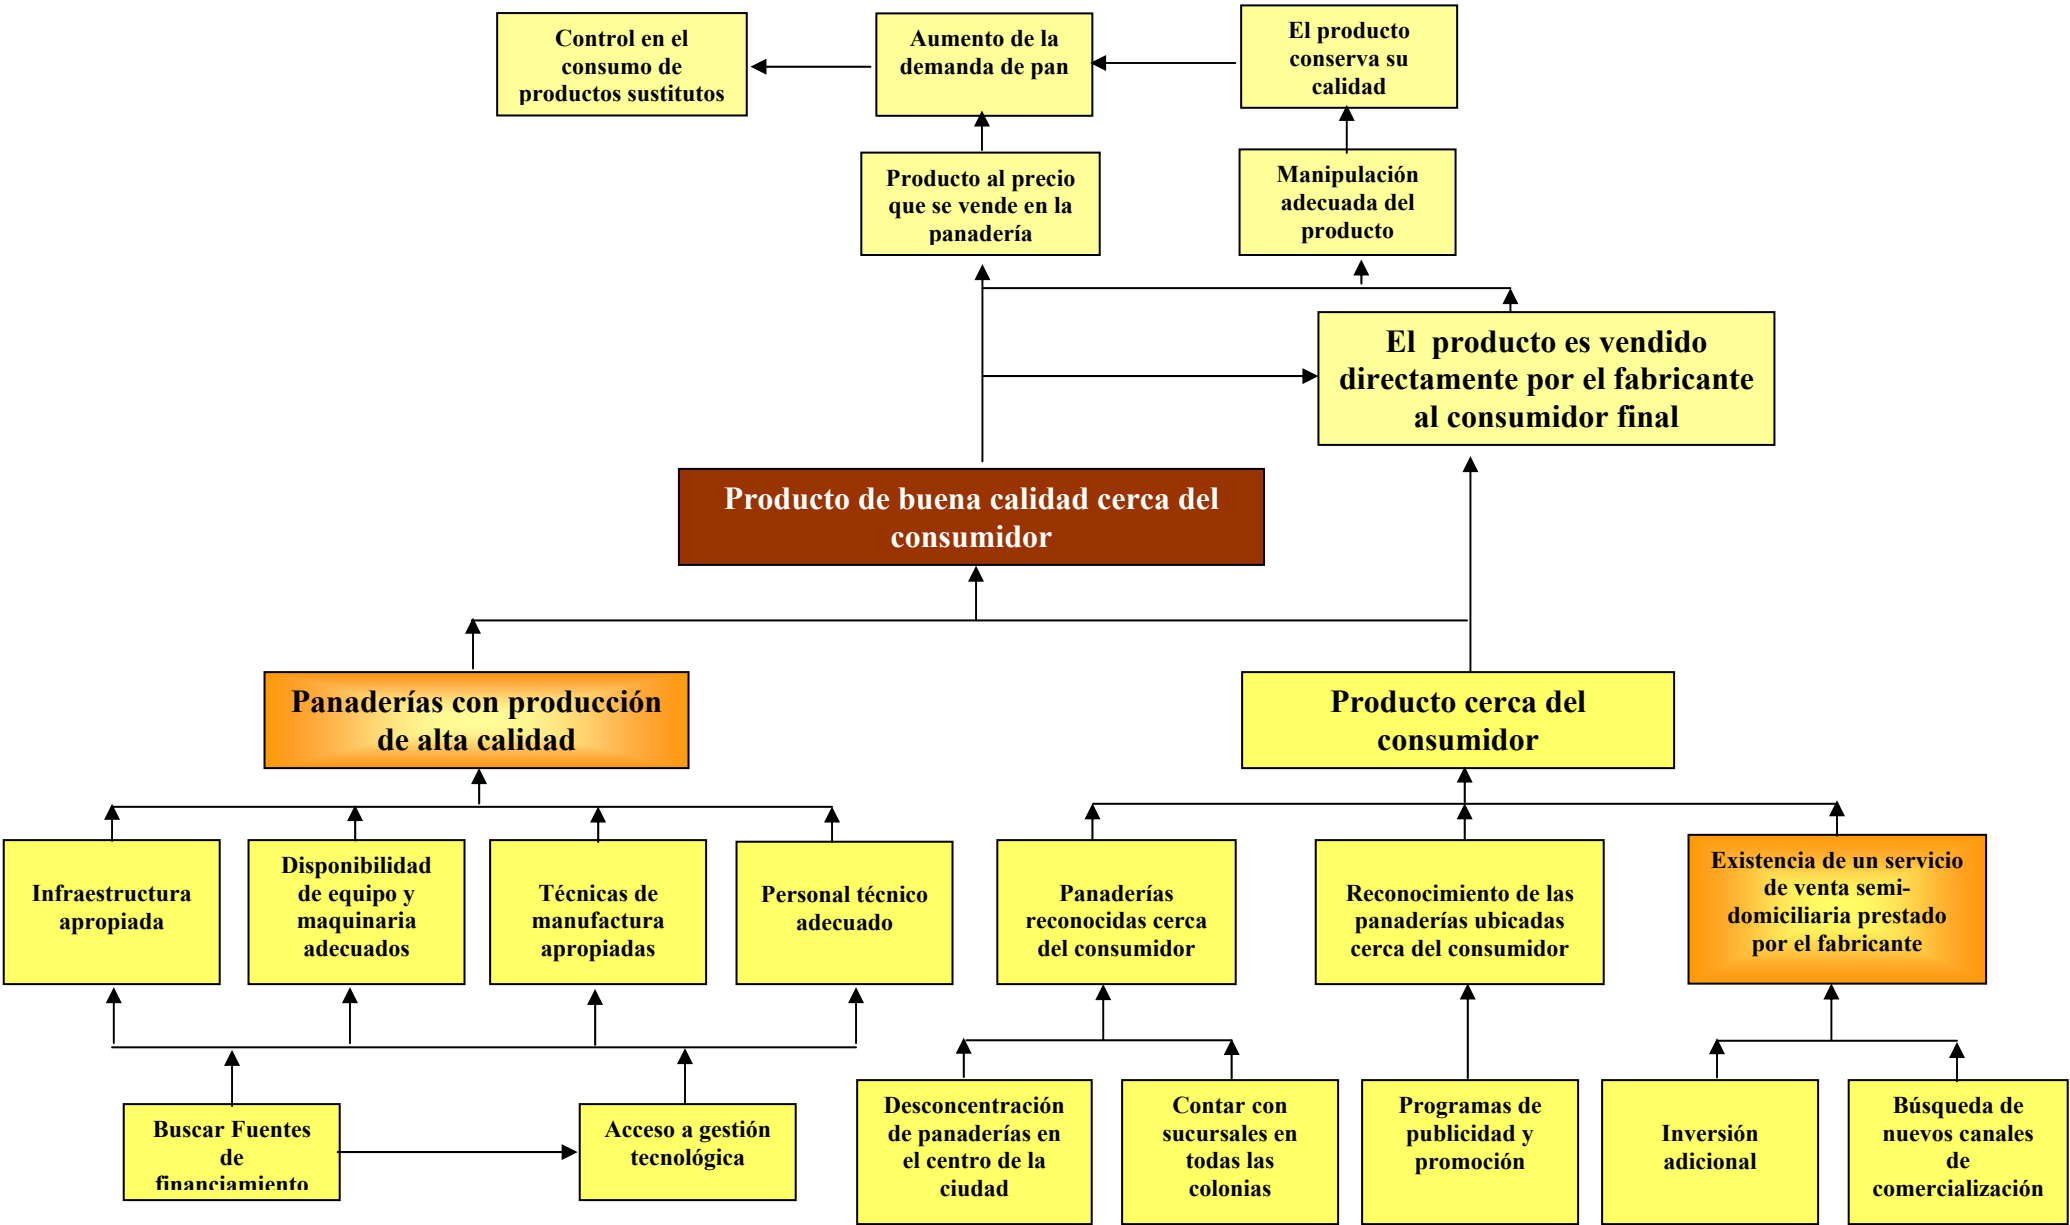 Control en el
consumo de
productos sustitutos
Aumento de la
demanda de pan
El producto
conserva su
calidad
Producto al precio
que se vende en la
panadería
Manipulación
adecuada del
producto
El  producto es vendido
directamente por el fabricante
al consumidor final
Producto de buena calidad cerca del
consumidor
Panaderías con producción
de alta calidad
Producto cerca del
consumidor
Infraestructura
apropiada
Disponibilidad
de equipo y
maquinaria
adecuados
Técnicas de
manufactura
apropiadas
Personal técnico
adecuado
Panaderías
reconocidas cerca
del consumidor
Reconocimiento de las
panaderías ubicadas
cerca del consumidor
Existencia de un servicio
de venta semi-
domiciliaria prestado
por el fabricante
Buscar Fuentes
de
financiamiento
Acceso a gestión
tecnológica
Desconcentración
de panaderías en
el centro de la
ciudad
Contar con
sucursales en
todas las
colonias
Programas de
publicidad y
promoción
Inversión
adicional
Búsqueda de
nuevos canales
de
comercialización